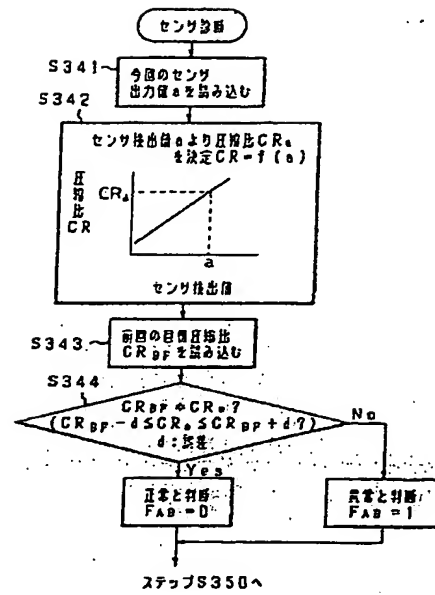 センサ診断
S341
今回のセンサ
出力値aを読み込む
S342
センサ検出値aより圧縮比CRa
を決定CR=f(a)
圧縮比CR
CRa
a
センサ検出値
S343
前回の目標圧縮比
CRBFを読み込む
S344
CRBF≒CRa?
(CRBF-d≤CRa≤CRBF+d?)
d:誤差
No
Yes
正常と判断
FAB=0
異常と判断
FAB=1
ステップS350へ